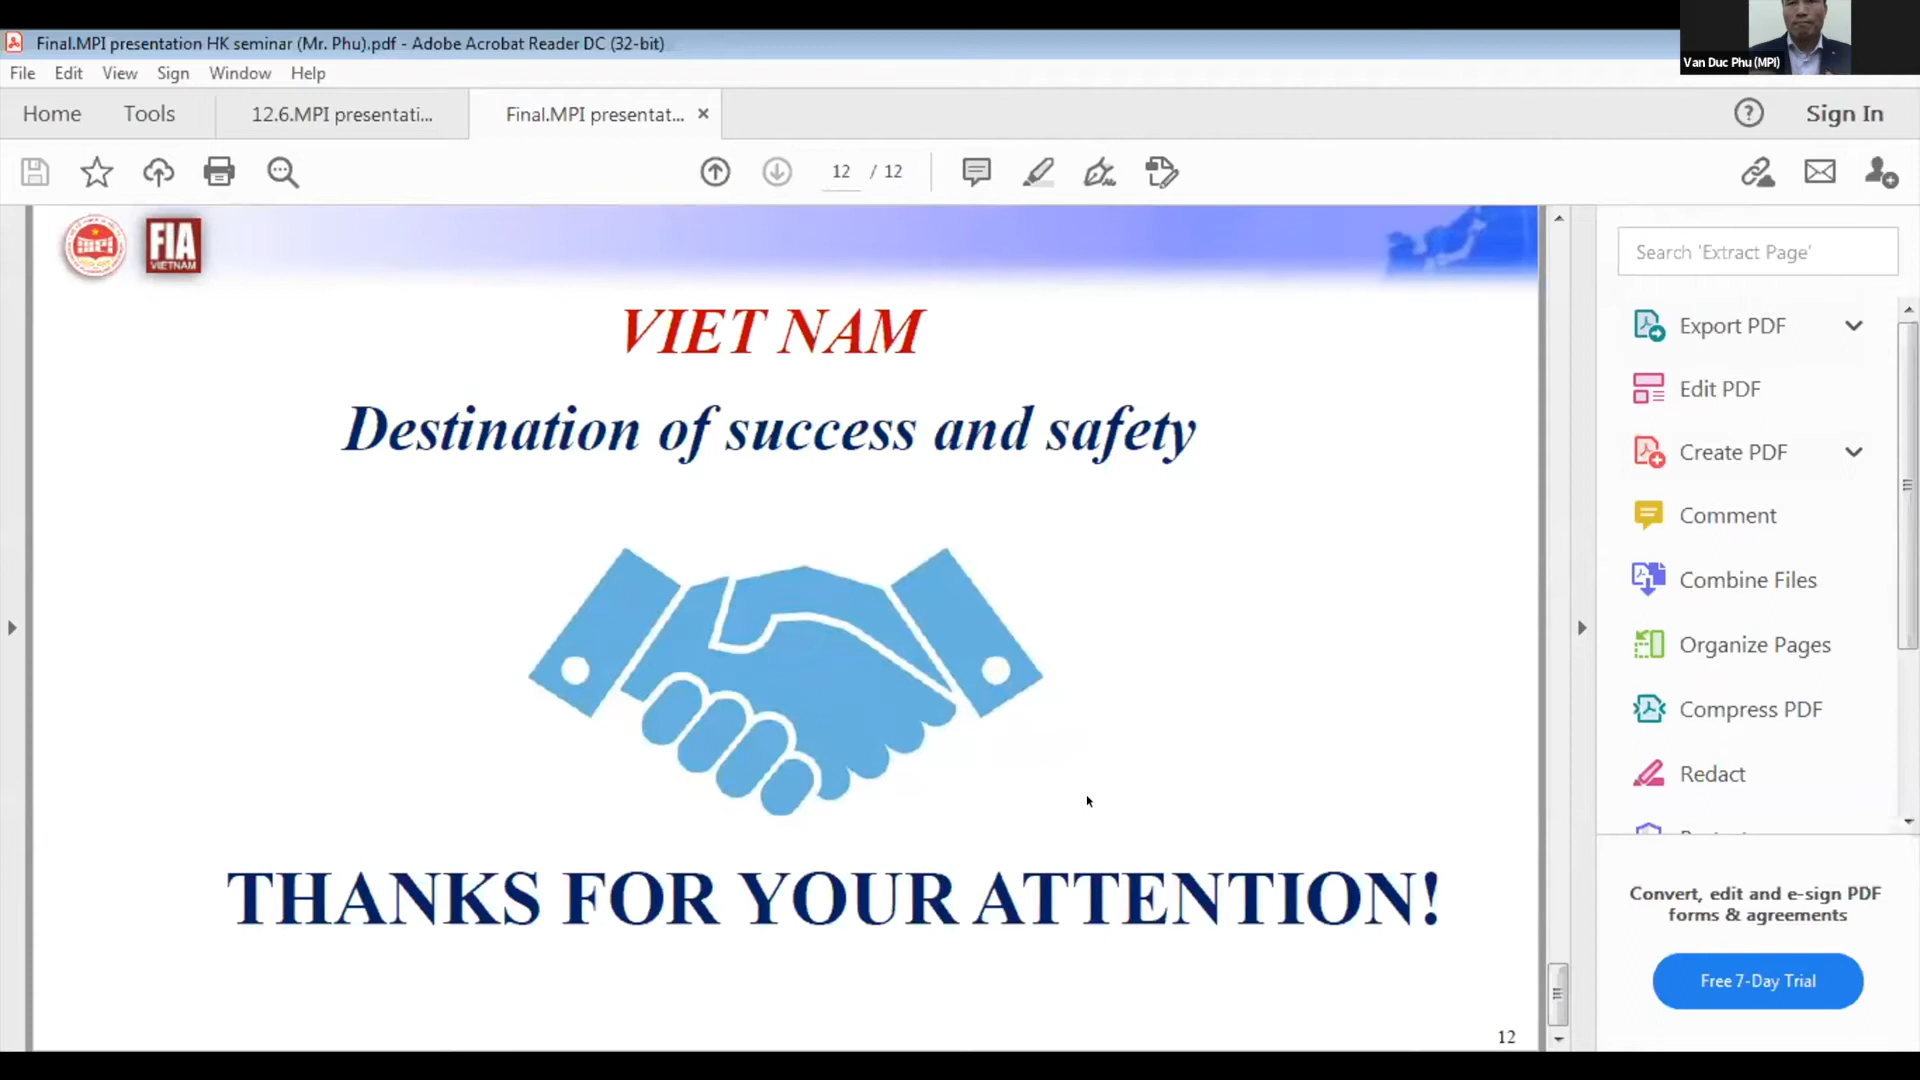 Final.MPI presentation HK seminar (Mr. Phu).pdf - Adobe Acrobat Reader DC (32-bit)
Van Duc Phu (MPI)
File Edit View Sign Window Help
Home Tools 12.6.MPI presentati... Final.MPI presentat... × Sign In
12 / 12
MPI
FIA
VIETNAM
VIET NAM
Destination of success and safety
THANKS FOR YOUR ATTENTION!
12
Search 'Extract Page'
Export PDF
Edit PDF
Create PDF
Comment
Combine Files
Organize Pages
Compress PDF
Redact
Convert, edit and e-sign PDF
forms & agreements
Free 7-Day Trial